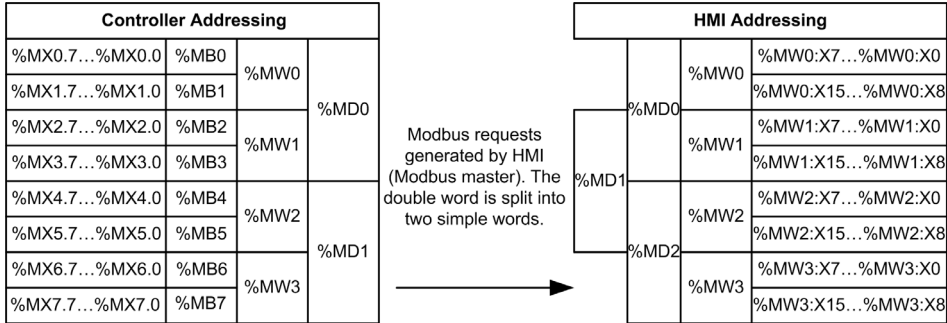 Controller Addressing
%MX0.7…%MX0.0 %MB0
%MW0
%MX1.7…%MX1.0 %MB1
%MD0
%MX2.7…%MX2.0 %MB2
%MW1
%MX3.7…%MX3.0 %MB3
%MX4.7…%MX4.0 %MB4
%MW2
%MX5.7…%MX5.0 %MB5
%MD1
%MX6.7…%MX6.0 %MB6
%MW3
%MX7.7…%MX7.0 %MB7
Modbus requests
generated by HMI
(Modbus master). The
double word is split into
two simple words.
HMI Addressing
%MW0:X7…%MW0:X0
%MW0
%MW0:X15…%MW0:X8
%MD0
%MW1:X7…%MW1:X0
%MW1
%MW1:X15…%MW1:X8
%MD1
%MW2:X7…%MW2:X0
%MW2
%MW2:X15…%MW2:X8
%MD2
%MW3:X7…%MW3:X0
%MW3
%MW3:X15…%MW3:X8